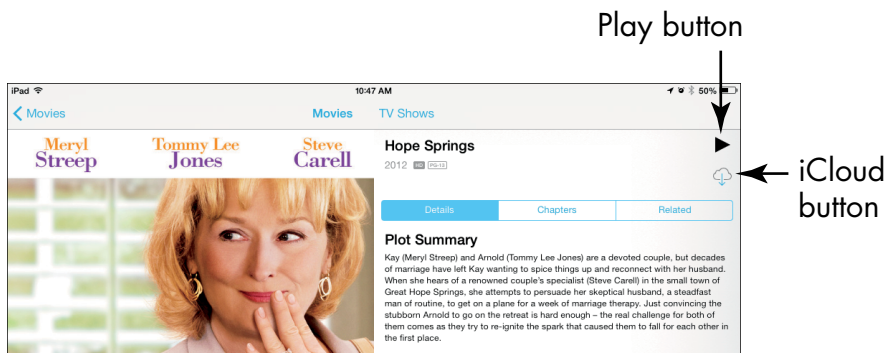 Play button
iPad
10:47 AM
50%
Movies
Movies
TV Shows
Meryl
Streep
Tommy Lee
Jones
Steve
Carell
Hope Springs
2012 HD PG-13
iCloud
button
Details
Chapters
Related
Plot Summary
Kay (Meryl Streep) and Arnold (Tommy Lee Jones) are a devoted couple, but decades
of marriage have left Kay wanting to spice things up and reconnect with her husband.
When she hears of a renowned couple's specialist (Steve Carell) in the small town of
Great Hope Springs, she attempts to persuade her skeptical husband, a steadfast
man of routine, to get on a plane for a week of marriage therapy. Just convincing the
stubborn Arnold to go on the retreat is hard enough – the real challenge for both of
them comes as they try to re-ignite the spark that caused them to fall for each other in
the first place.